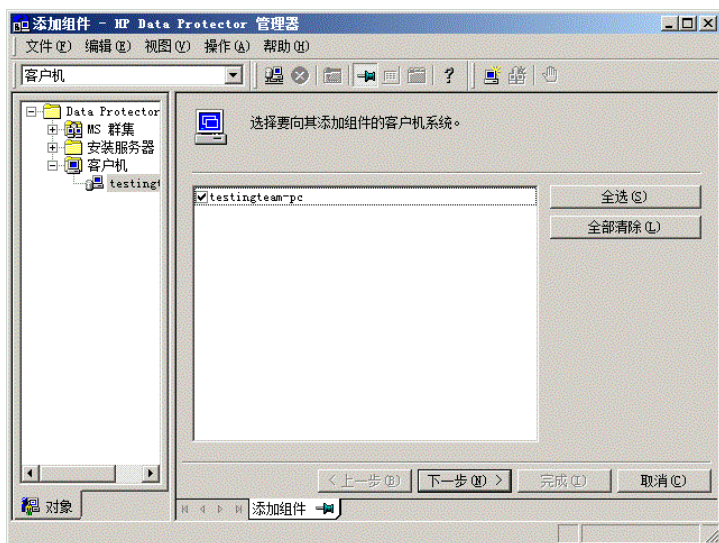 添加组件 - HP Data Protector 管理器
文件(F) 编辑(E) 视图(V) 操作(A) 帮助(H)
客户机
Data Protector
MS 群集
安装服务器
客户机
testingt
选择要向其添加组件的客户机系统。
testingteam-pc
全选(S)
全部清除(L)
< 上一步(B)
下一步(N) >
完成(I)
取消(C)
对象
添加组件